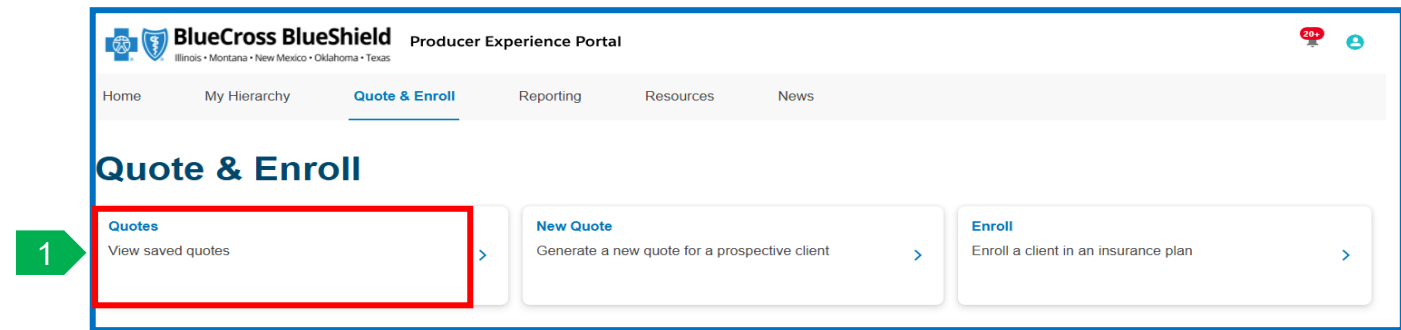 BlueCross BlueShield
Illinois • Montana • New Mexico • Oklahoma • Texas
Producer Experience Portal
20+
Home My Hierarchy Quote & Enroll Reporting Resources News
Quote & Enroll
1
Quotes
View saved quotes
New Quote
Generate a new quote for a prospective client
Enroll
Enroll a client in an insurance plan